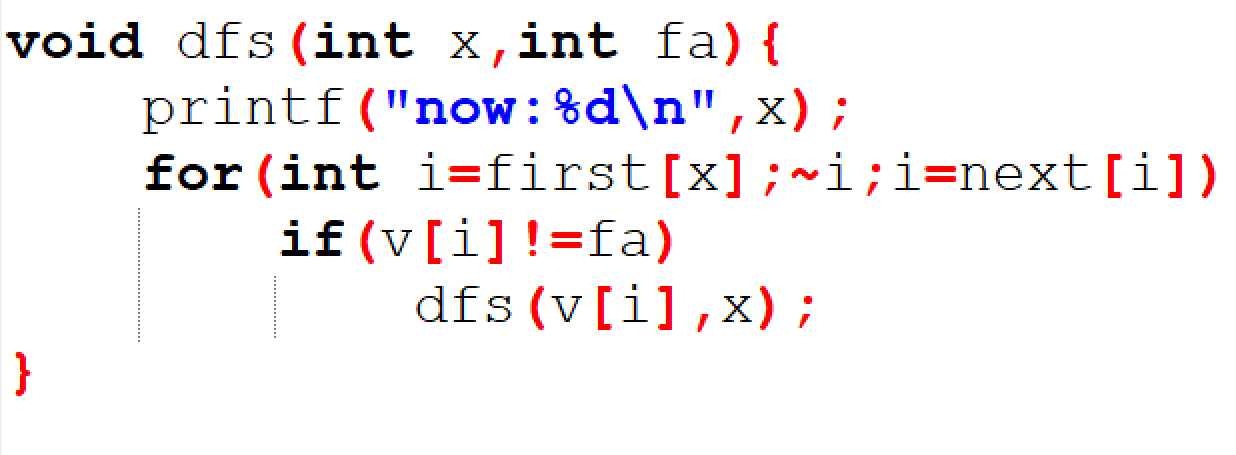 void dfs(int x,int fa){
    printf("now:%d\n",x);
    for(int i=first[x];~i;i=next[i])
        if(v[i]!=fa)
            dfs(v[i],x);
}